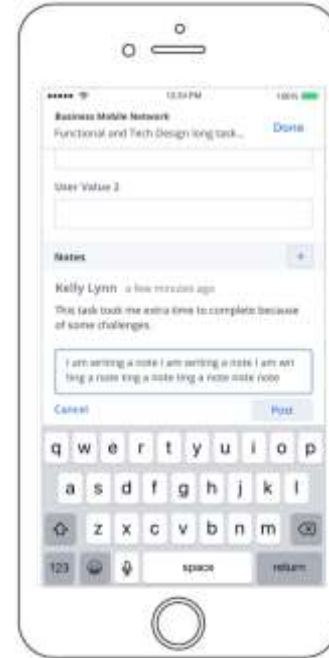 12:30 PM
100%
Business Mobile Network
Functional and Tech Design long task...
Done
User Value 2
Notes
+
Kelly Lynn a few minutes ago
This task took me extra time to complete because
of some challenges.
I am writing a note I am writing a note I am wri
ting a note ting a note ting a note note note
Cancel
Post
q w e r t y u i o p
a s d f g h j k l
z x c v b n m
123
space
return